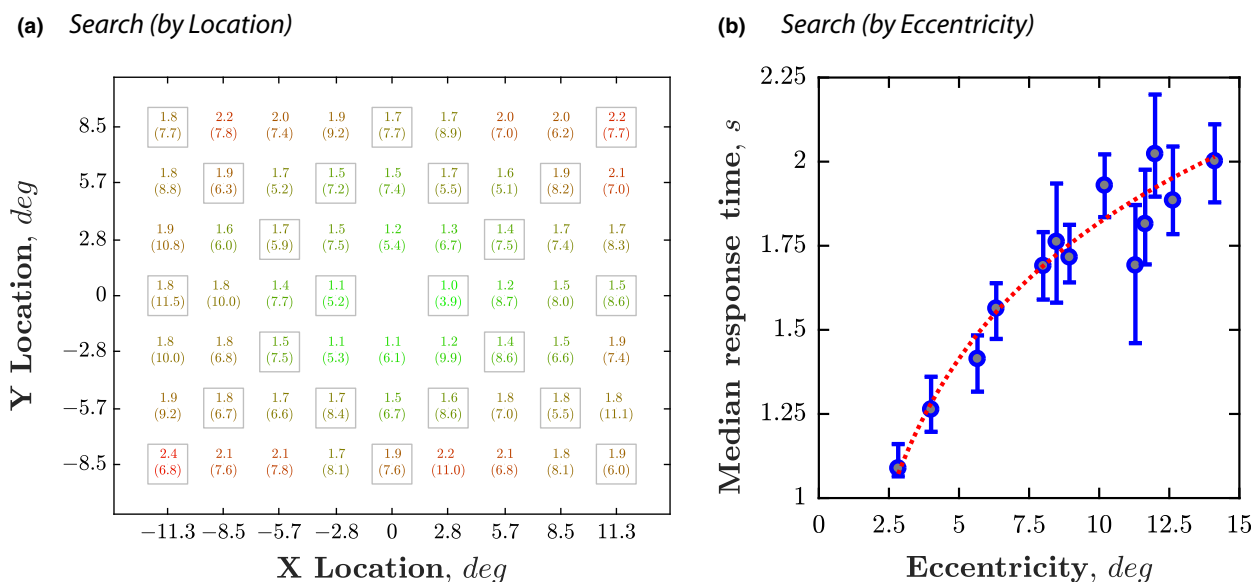 (a) Search (by Location)
8.5 1.8 2.2 2.0 1.9 1.7 1.7 2.0 2.0 2.2
(7.7) (7.8) (7.4) (9.2) (7.7) (8.9) (7.0) (6.2) (7.7)
5.7 1.8 1.9 1.7 1.5 1.5 1.7 1.6 1.9 2.1
(8.8) (6.3) (5.2) (7.2) (7.4) (5.5) (5.1) (8.2) (7.0)
2.8 1.9 1.6 1.7 1.5 1.2 1.3 1.4 1.7 1.7
(10.8) (6.0) (5.9) (7.5) (5.4) (6.7) (7.5) (7.4) (8.3)
0 1.8 1.8 1.4 1.1 1.0 1.2 1.5 1.5
(11.5) (10.0) (7.7) (5.2) (3.9) (8.7) (8.0) (8.6)
−2.8 1.8 1.8 1.5 1.1 1.1 1.2 1.4 1.5 1.9
(10.0) (6.8) (7.5) (5.3) (6.1) (9.9) (8.6) (6.6) (7.4)
−5.7 1.9 1.8 1.7 1.7 1.5 1.6 1.8 1.8 1.8
(9.2) (6.7) (6.6) (8.4) (6.7) (8.6) (7.0) (5.5) (11.1)
−8.5 2.4 2.1 2.1 1.7 1.9 2.2 2.1 1.8 1.9
(6.8) (7.6) (7.8) (8.1) (7.6) (11.0) (6.8) (8.1) (6.0)
−11.3 −8.5 −5.7 −2.8 0 2.8 5.7 8.5 11.3
X Location, deg
Y Location, deg
(b) Search (by Eccentricity)
2.25
2
1.75
1.5
1.25
1
0 2.5 5 7.5 10 12.5 15
Eccentricity, deg
Median response time, s